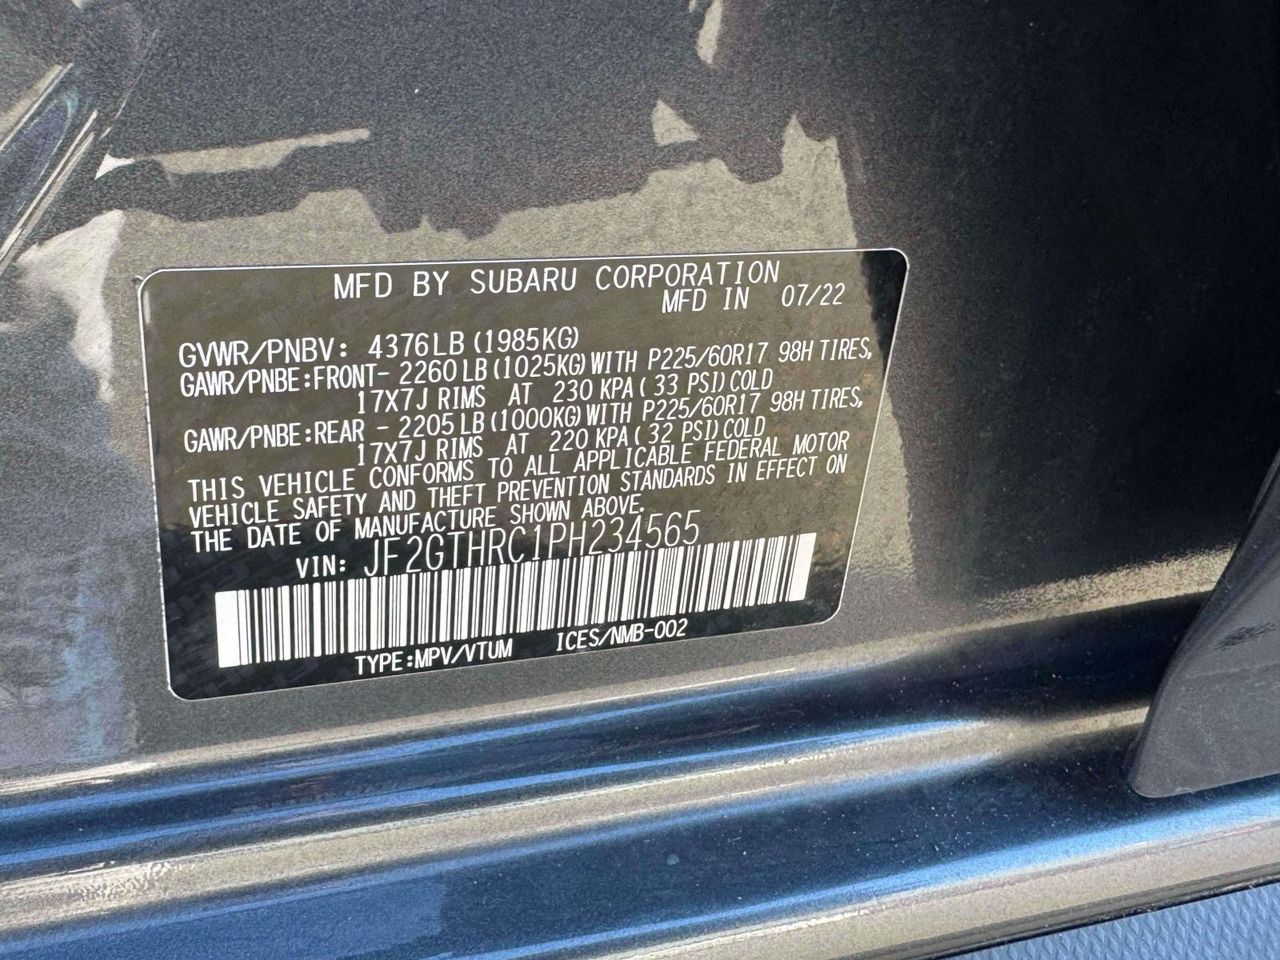 MFD BY SUBARU CORPORATION
MFD IN 07/22
GVWR/PNBV: 4376LB(1985KG)
GAWR/PNBE:FRONT- 2260LB(1025KG)WITH P225/60R17 98H TIRES,
17X7J RIMS AT 230 KPA(33 PSI)COLD
GAWR/PNBE:REAR - 2205LB(1000KG)WITH P225/60R17 98H TIRES,
17X7J RIMS AT 220 KPA(32 PSI)COLD
THIS VEHICLE CONFORMS TO ALL APPLICABLE FEDERAL MOTOR
VEHICLE SAFETY AND THEFT PREVENTION STANDARDS IN EFFECT ON
THE DATE OF MANUFACTURE SHOWN ABOVE.
VIN: JF2GTHRC1PH234565
TYPE:MPV/VTUM ICES/NMB-002